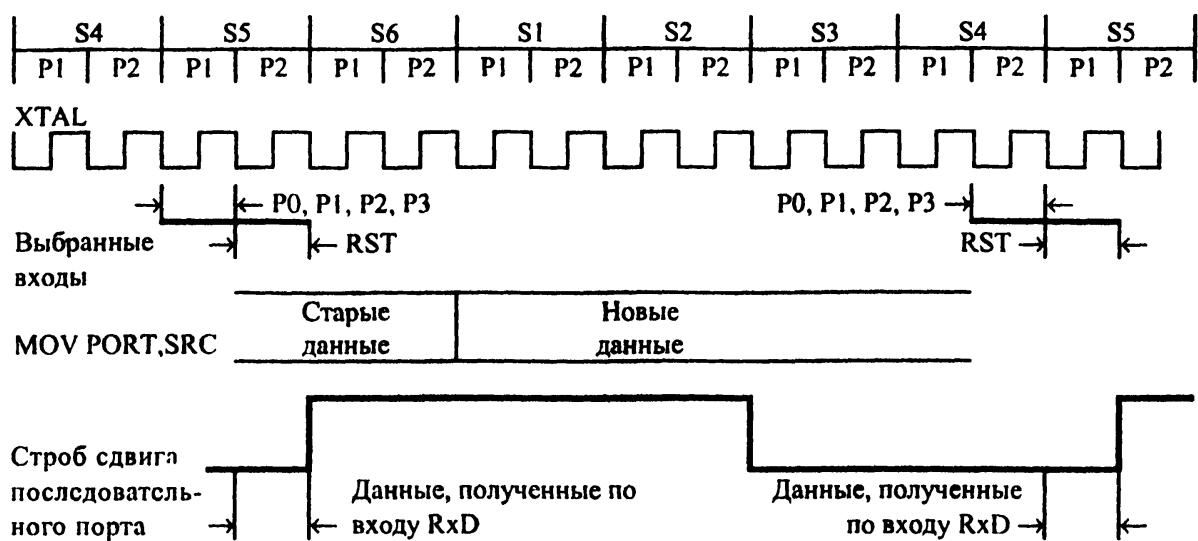 S4 S5 S6 S1 S2 S3 S4 S5
P1 P2 P1 P2 P1 P2 P1 P2 P1 P2 P1 P2 P1 P2 P1 P2
XTAL
P0, P1, P2, P3
P0, P1, P2, P3
Выбранные
входы
RST
RST
MOV PORT,SRC
Старые
данные
Новые
данные
Строб сдвига
последователь-
ного порта
Данные, полученные по
входу RxD
Данные, полученные
по входу RxD